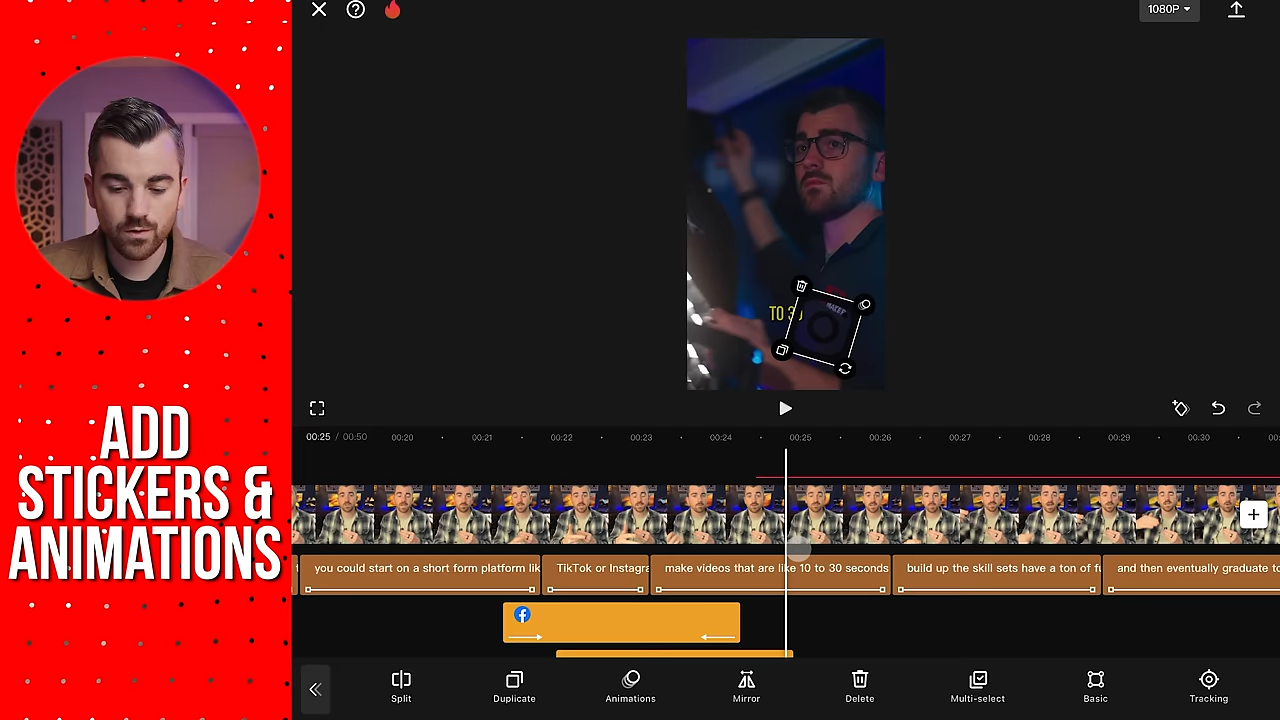 1080P
TO 3
MAKER
00:25 / 00:50 00:20 00:21 00:22 00:23 00:24 00:25 00:26 00:27 00:28 00:29 00:30
you could start on a short form platform lik
TikTok or Instagra
make videos that are like 10 to 30 seconds
build up the skill sets have a ton of fu
and then eventually graduate to
ADD
STICKERS &
ANIMATIONS
Split Duplicate Animations Mirror Delete Multi-select Basic Tracking